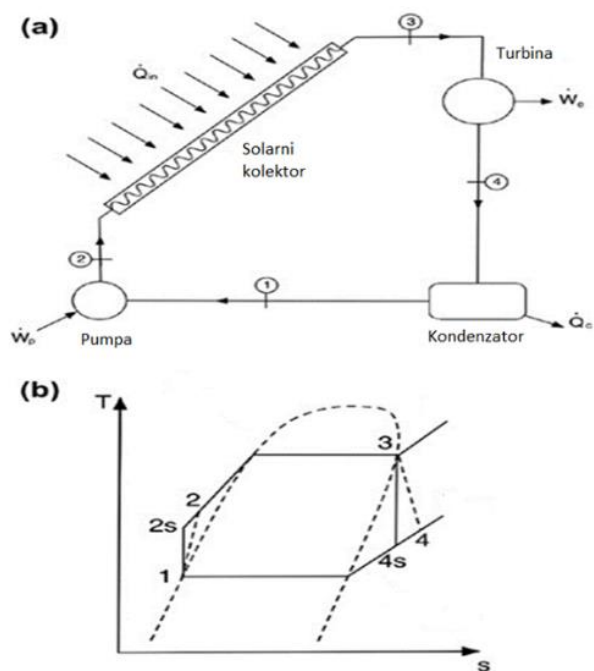 (a)
③
Turbina
Q̇in
Ẇe
Solarni
kolektor
④
②
①
Ẇp
Pumpa
Kondenzator
Q̇c
(b)
T
3
2
2s
4
4s
1
s